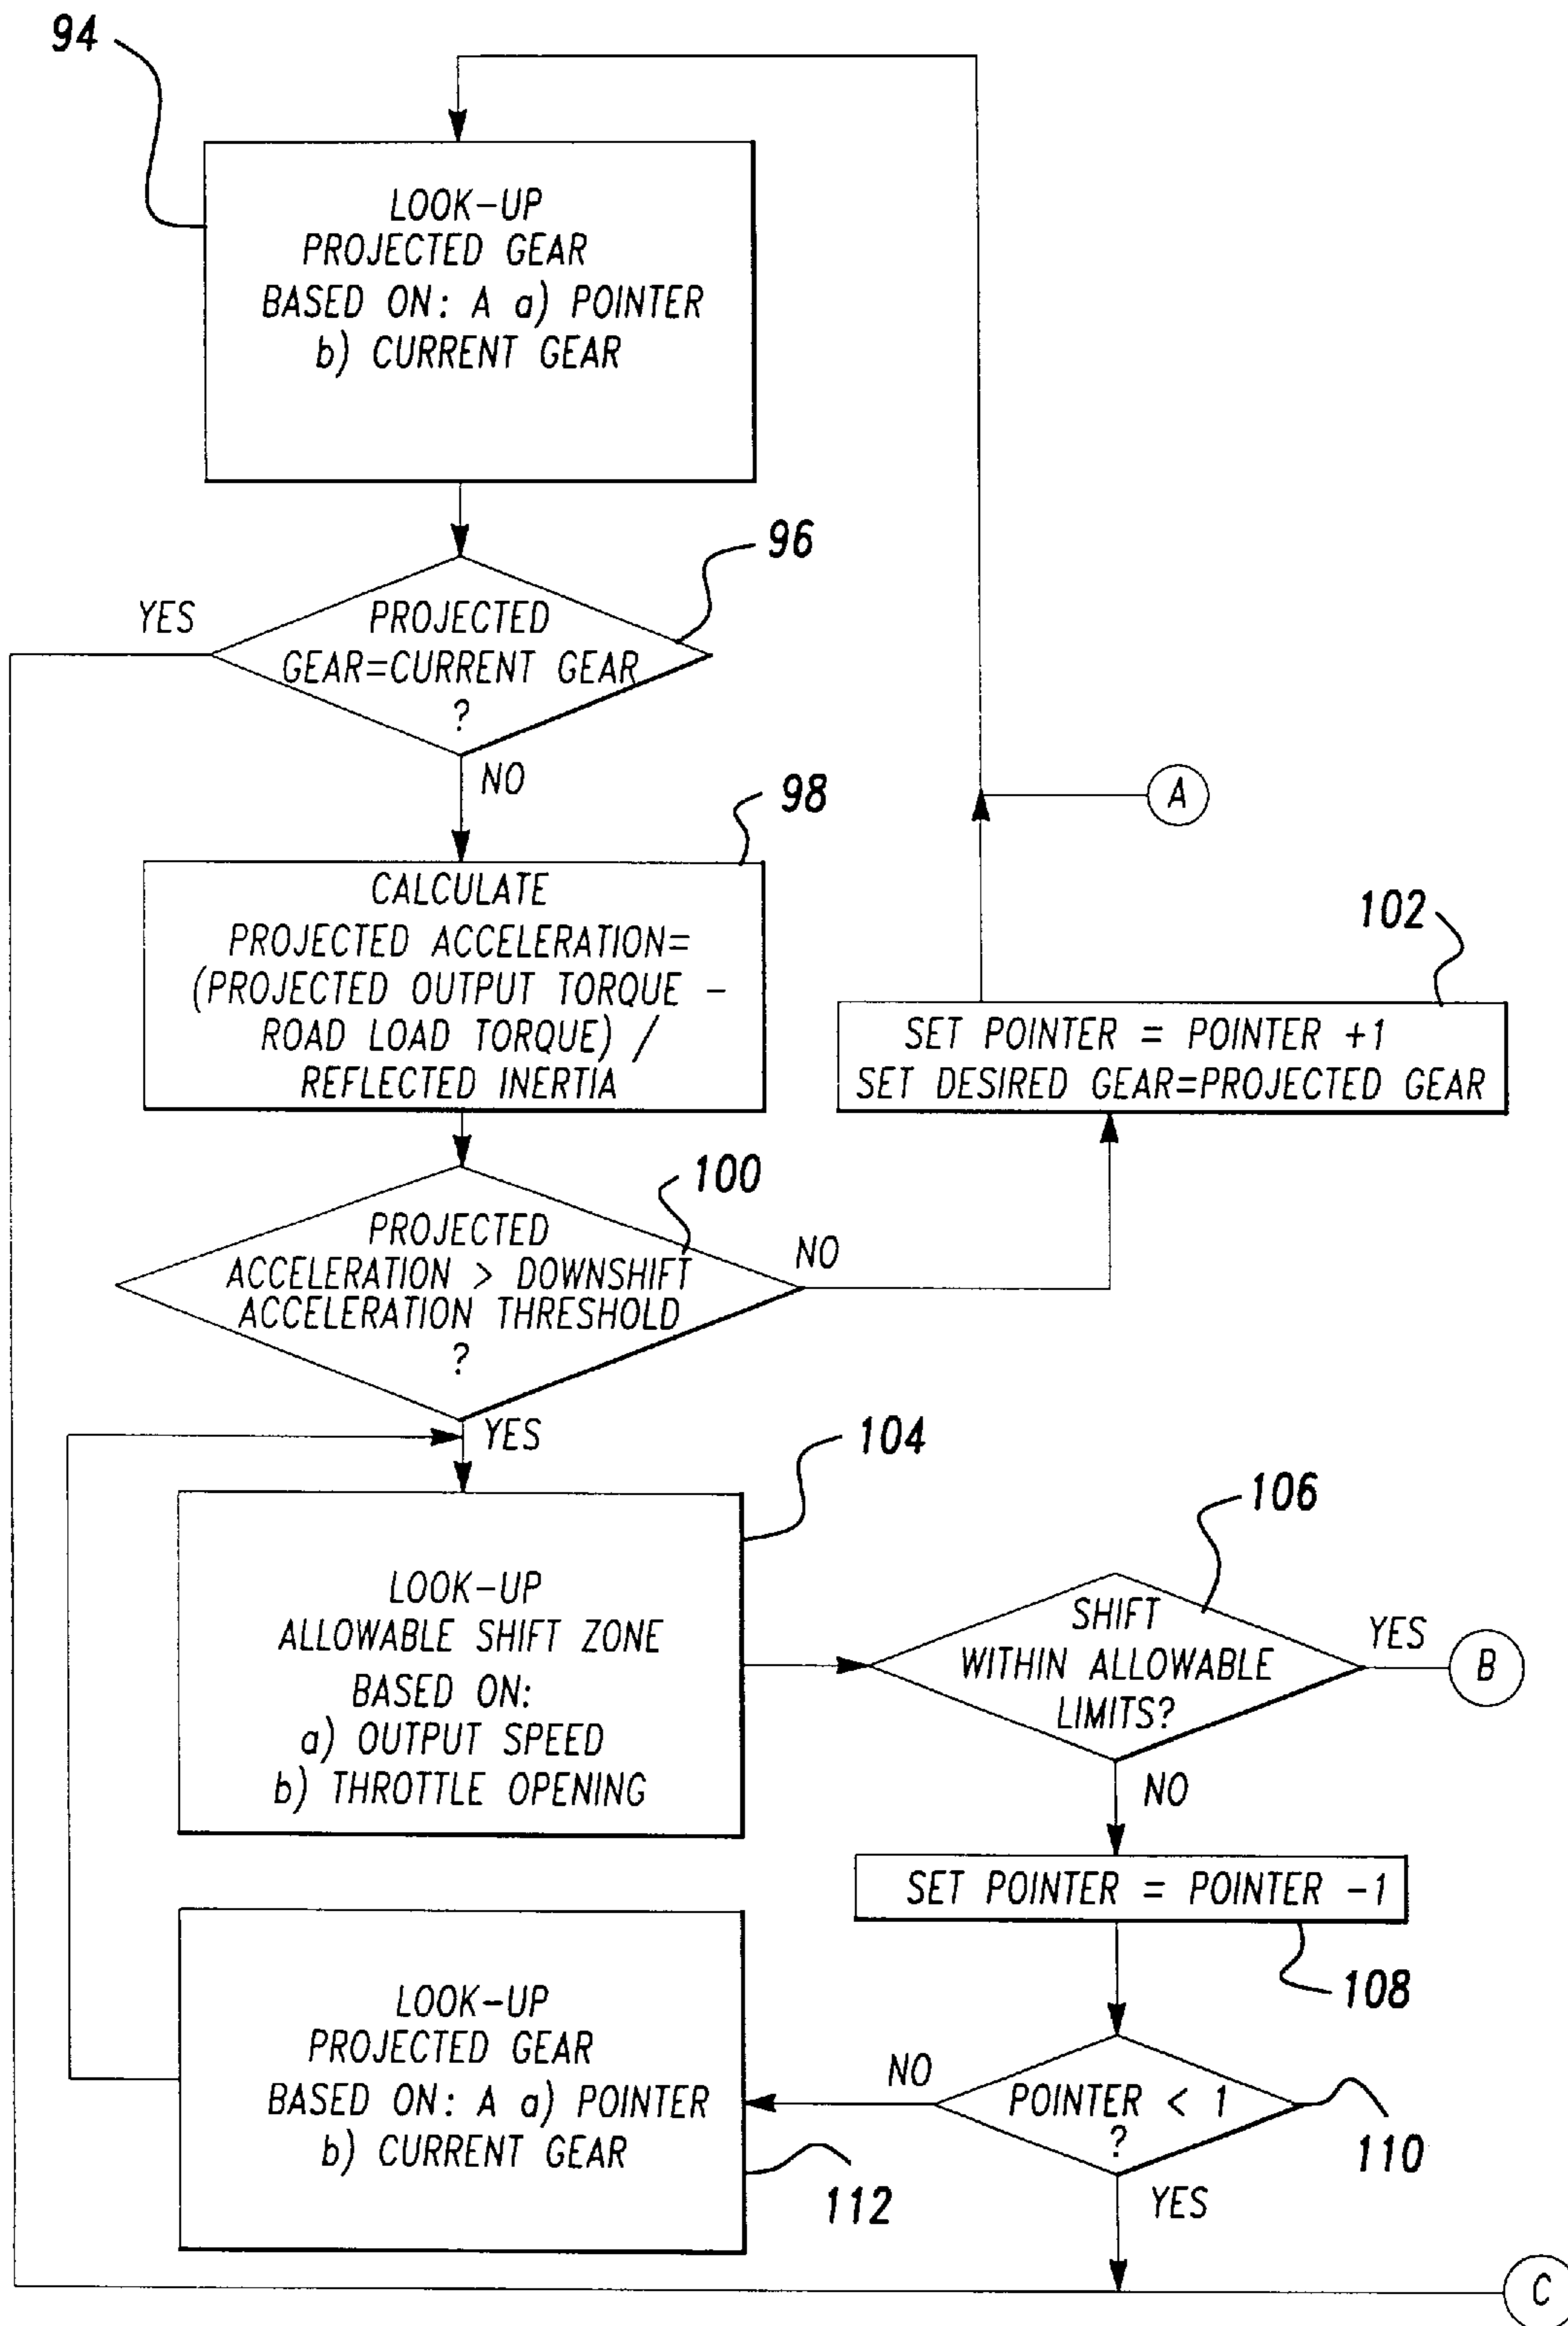 94
LOOK-UP
PROJECTED GEAR
BASED ON: A a) POINTER
b) CURRENT GEAR
96
YES
PROJECTED
GEAR=CURRENT GEAR
?
NO
A
98
CALCULATE
PROJECTED ACCELERATION=
(PROJECTED OUTPUT TORQUE -
ROAD LOAD TORQUE) /
REFLECTED INERTIA
102
SET POINTER = POINTER +1
SET DESIRED GEAR=PROJECTED GEAR
100
PROJECTED
ACCELERATION > DOWNSHIFT
ACCELERATION THRESHOLD
?
NO
YES
104
LOOK-UP
ALLOWABLE SHIFT ZONE
BASED ON:
a) OUTPUT SPEED
b) THROTTLE OPENING
106
SHIFT
WITHIN ALLOWABLE
LIMITS?
YES
B
NO
SET POINTER = POINTER -1
108
LOOK-UP
PROJECTED GEAR
BASED ON: A a) POINTER
b) CURRENT GEAR
112
NO
POINTER < 1
?
110
YES
C